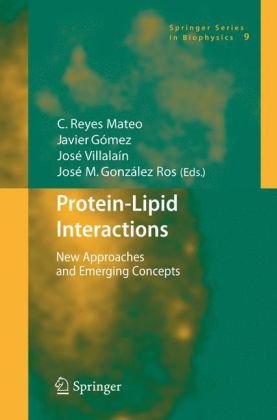 Springer Series
in Biophysics 9
C. Reyes Mateo
Javier Gómez
José Villalaín
José M. González Ros (Eds.)
Protein-Lipid
Interactions
New Approaches
and Emerging Concepts
Springer